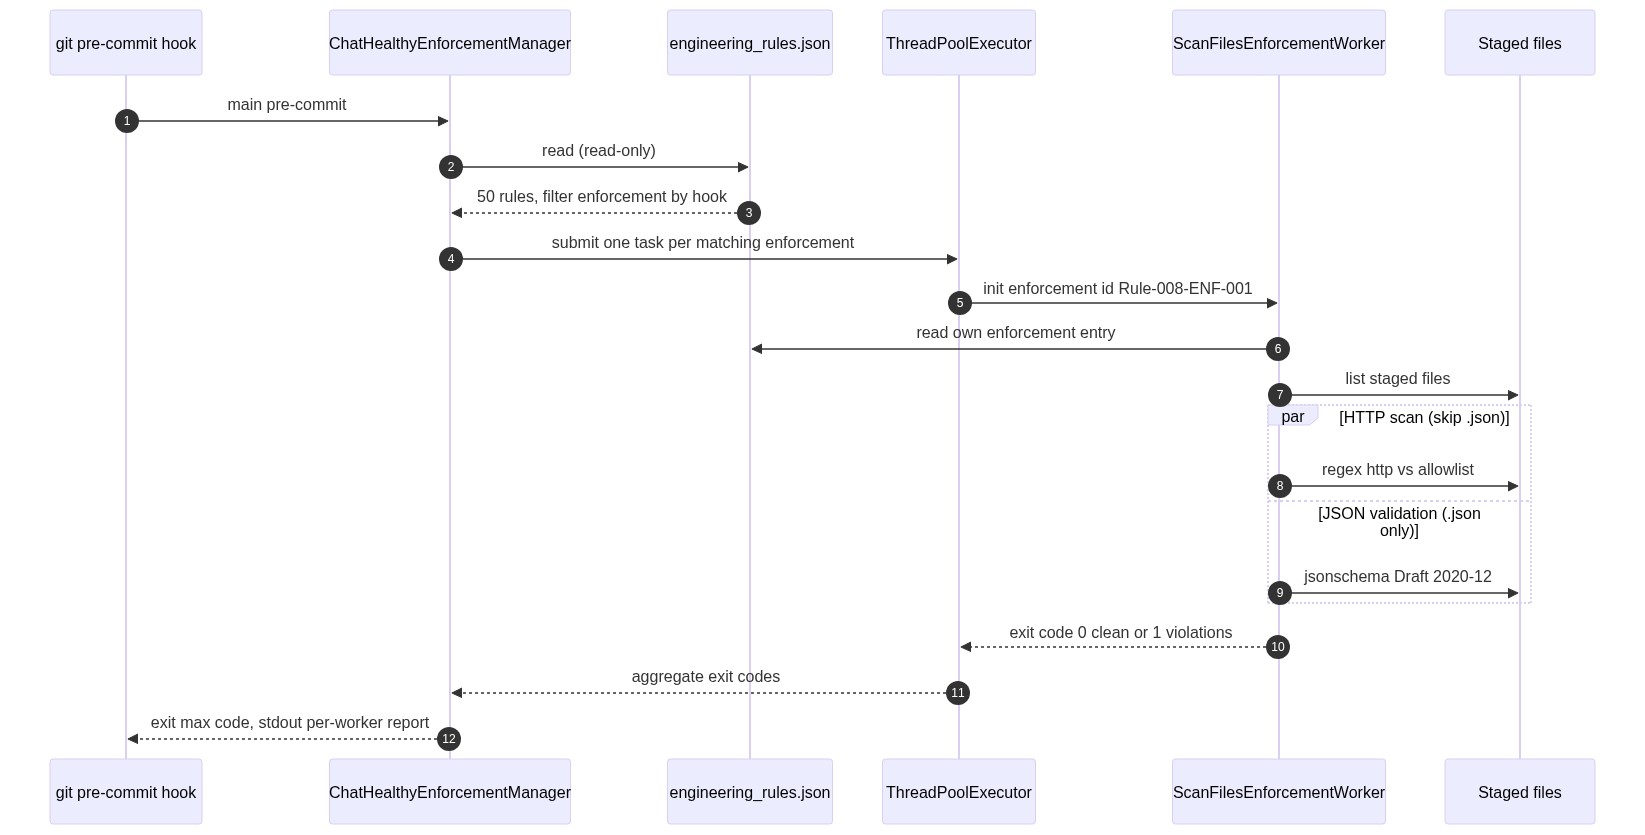 git pre-commit hook
ChatHealthyEnforcementManager
engineering_rules.json
ThreadPoolExecutor
ScanFilesEnforcementWorker
Staged files
main pre-commit
1
read (read-only)
2
50 rules, filter enforcement by hook
3
submit one task per matching enforcement
4
init enforcement id Rule-008-ENF-001
5
read own enforcement entry
6
list staged files
7
par
[HTTP scan (skip .json)]
regex http vs allowlist
8
[JSON validation (.json
only)]
jsonschema Draft 2020-12
9
exit code 0 clean or 1 violations
10
aggregate exit codes
11
exit max code, stdout per-worker report
12
git pre-commit hook
ChatHealthyEnforcementManager
engineering_rules.json
ThreadPoolExecutor
ScanFilesEnforcementWorker
Staged files